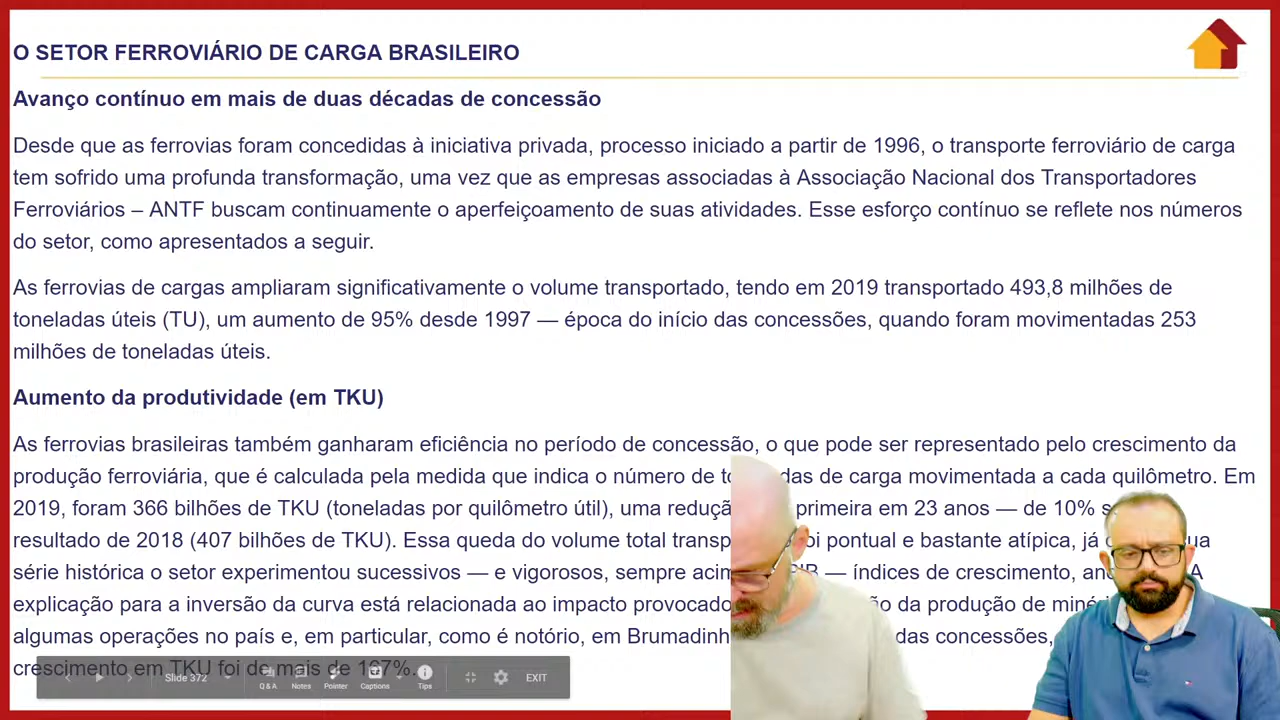 O SETOR FERROVIÁRIO DE CARGA BRASILEIRO
Avanço contínuo em mais de duas décadas de concessão
Desde que as ferrovias foram concedidas à iniciativa privada, processo iniciado a partir de 1996, o transporte ferroviário de carga
tem sofrido uma profunda transformação, uma vez que as empresas associadas à Associação Nacional dos Transportadores
Ferroviários – ANTF buscam continuamente o aperfeiçoamento de suas atividades. Esse esforço contínuo se reflete nos números
do setor, como apresentados a seguir.
As ferrovias de cargas ampliaram significativamente o volume transportado, tendo em 2019 transportado 493,8 milhões de
toneladas úteis (TU), um aumento de 95% desde 1997 — época do início das concessões, quando foram movimentadas 253
milhões de toneladas úteis.
Aumento da produtividade (em TKU)
As ferrovias brasileiras também ganharam eficiência no período de concessão, o que pode ser representado pelo crescimento da
produção ferroviária, que é calculada pela medida que indica o número de de carga movimentada a cada quilômetro. Em
2019, foram 366 bilhões de TKU (toneladas por quilômetro útil), uma primeira em 23 anos — de 10%
resultado de 2018 (407 bilhões de TKU). Essa queda do volume total pontual e bastante atípica, já
série histórica o setor experimentou sucessivos — e vigorosos, sempre — índices de crescimento,
explicação para a inversão da curva está relacionada ao impacto da produção de
algumas operações no país e, em particular, como é notório, em das concessões,
crescimento em TKU foi de mais de 167%.
Slide 372
Q & A
Notes
Pointer
Captions
Tips
EXIT